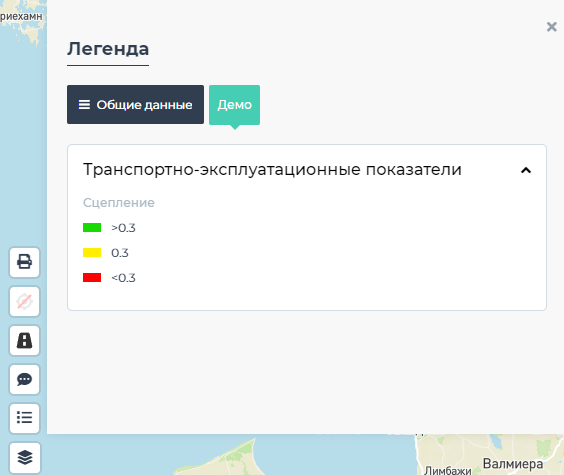 риехамн
Легенда
Общие данные
Демо
Транспортно-эксплуатационные показатели
Сцепление
>0.3
0.3
<0.3
Валмиера
Лимбажи